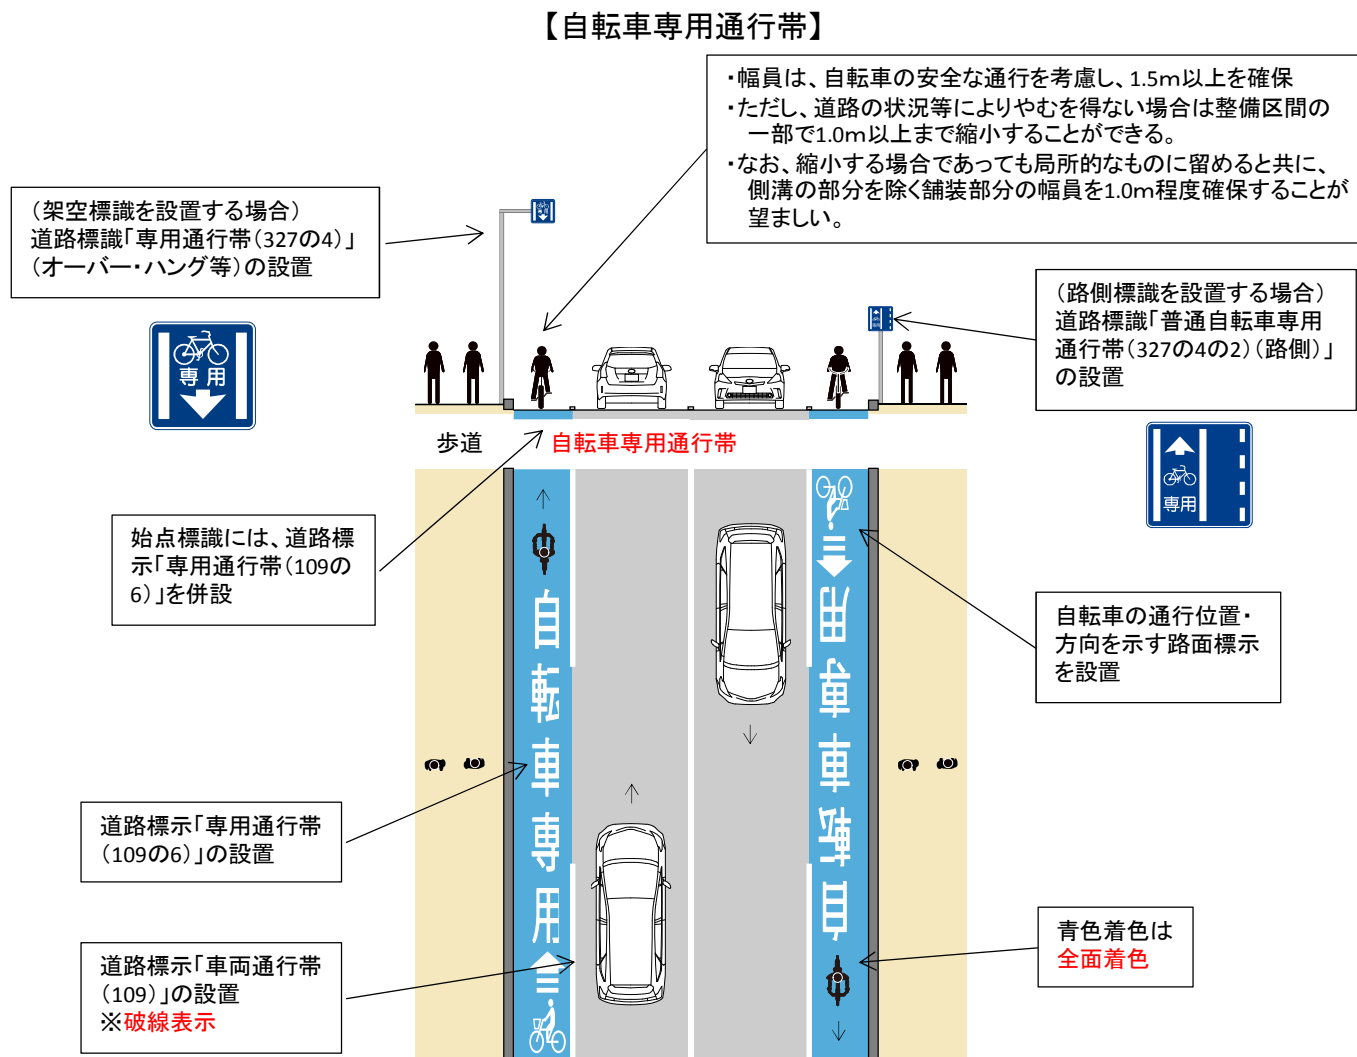 【自転車専用通行帯】
・幅員は、自転車の安全な通行を考慮し、1.5m以上を確保
・ただし、道路の状況等によりやむを得ない場合は整備区間の
一部で1.0m以上まで縮小することができる。
・なお、縮小する場合であっても局所的なものに留めると共に、
側溝の部分を除く舗装部分の幅員を1.0m程度確保することが
望ましい。
（架空標識を設置する場合）
道路標識「専用通行帯（327の4）」
（オーバー・ハング等）の設置
専用
（路側標識を設置する場合）
道路標識「普通自転車専用
通行帯（327の4の2）（路側）」
の設置
専用
歩道
自転車専用通行帯
始点標識には、道路標
示「専用通行帯（109の
6）」を併設
自転車専用
自転車専用
自転車の通行位置・
方向を示す路面標示
を設置
道路標示「専用通行帯
（109の6）」の設置
道路標示「車両通行帯
（109）」の設置
※破線表示
青色着色は
全面着色